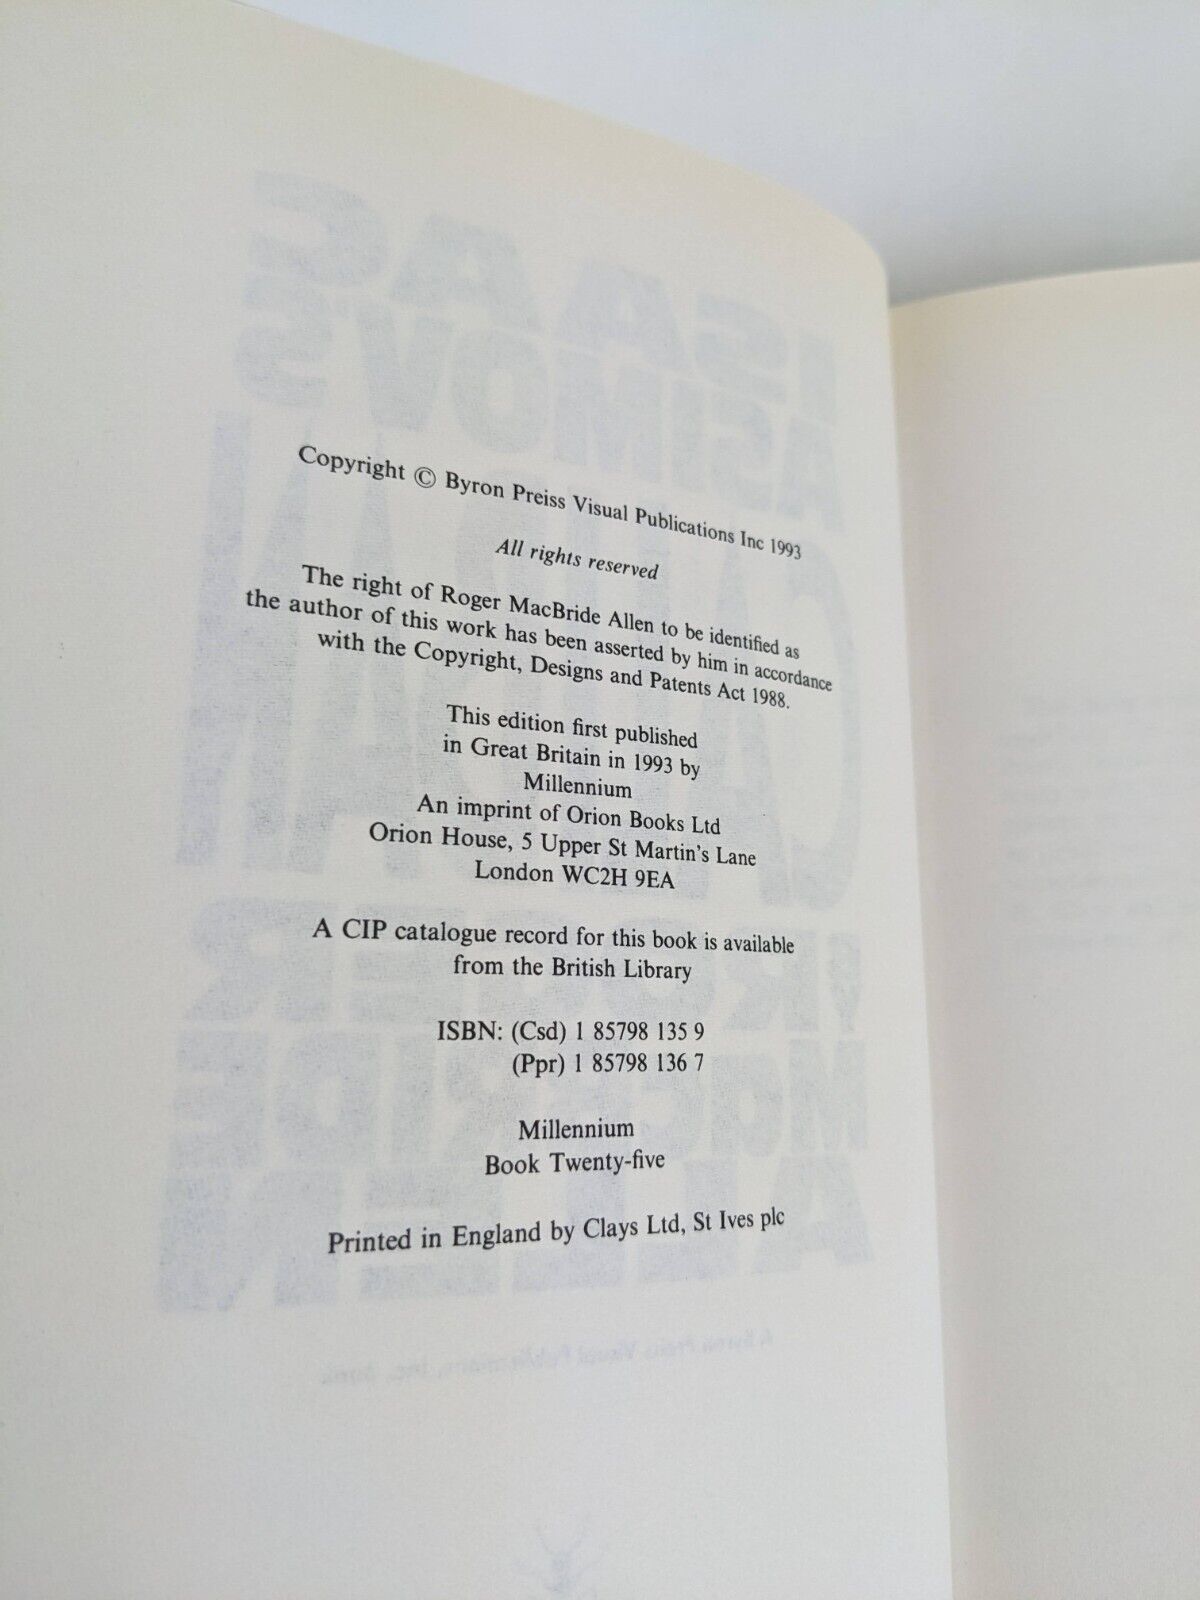 Copyright © Byron Preiss Visual Publications Inc 1993
All rights reserved
The right of Roger MacBride Allen to be identified as
the author of this work has been asserted by him in accordance
with the Copyright, Designs and Patents Act 1988.
This edition first published
in Great Britain in 1993 by
Millennium
An imprint of Orion Books Ltd
Orion House, 5 Upper St Martin's Lane
London WC2H 9EA
A CIP catalogue record for this book is available
from the British Library
ISBN: (Csd) 1 85798 135 9
(Ppr) 1 85798 136 7
Millennium
Book Twenty-five
Printed in England by Clays Ltd, St Ives plc